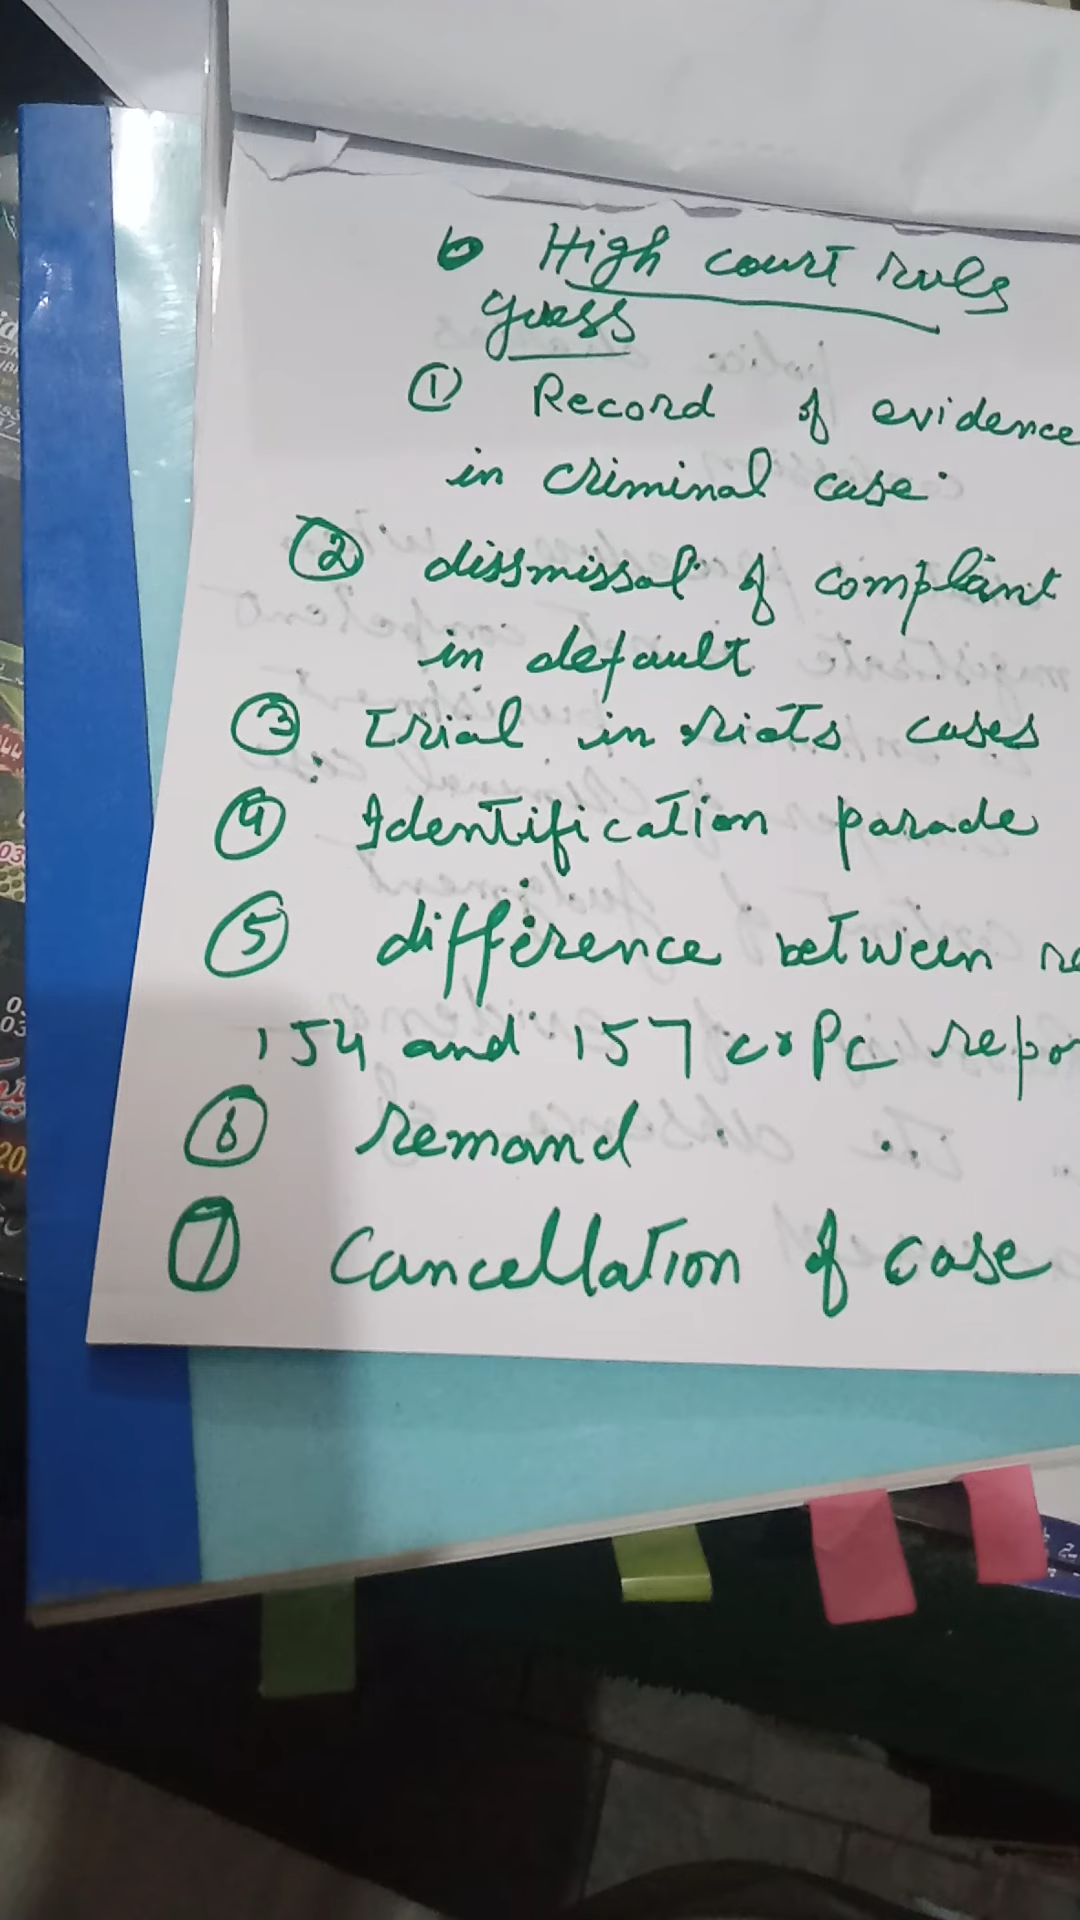 High court rules
guess
① Record of evidence
in criminal case.
② dissmissal of complaint
in default
③ Trial in riots cases
④ Identification parade
⑤ difference between
154 and 157 crPc repo
⑥ remand
⑦ Cancellation of case